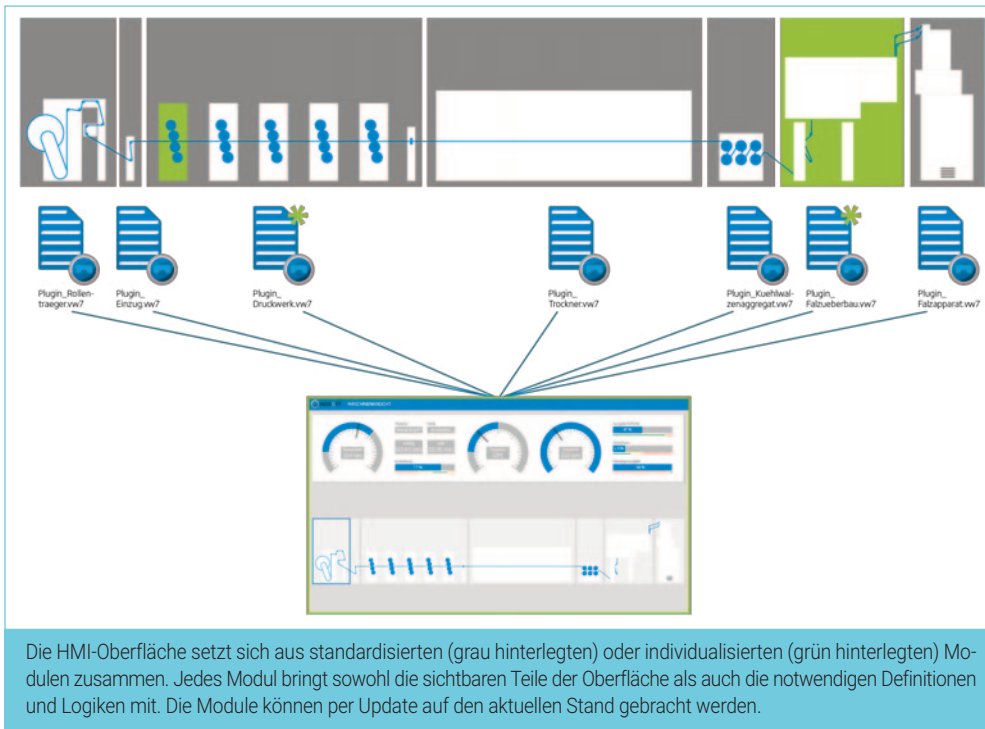 Plugin_Rollen-
traeger.vw7
Plugin_
Einzug.vw7
Plugin_
Druckwerk.vw7
Plugin_
Trockner.vw7
Plugin_Kuehlwal-
zenaggregat.vw7
Plugin_
Falzueberbau.vw7
Plugin_
Falzapparat.vw7
Die HMI-Oberfläche setzt sich aus standardisierten (grau hinterlegten) oder individualisierten (grün hinterlegten) Mo-
dulen zusammen. Jedes Modul bringt sowohl die sichtbaren Teile der Oberfläche als auch die notwendigen Definitionen
und Logiken mit. Die Module können per Update auf den aktuellen Stand gebracht werden.